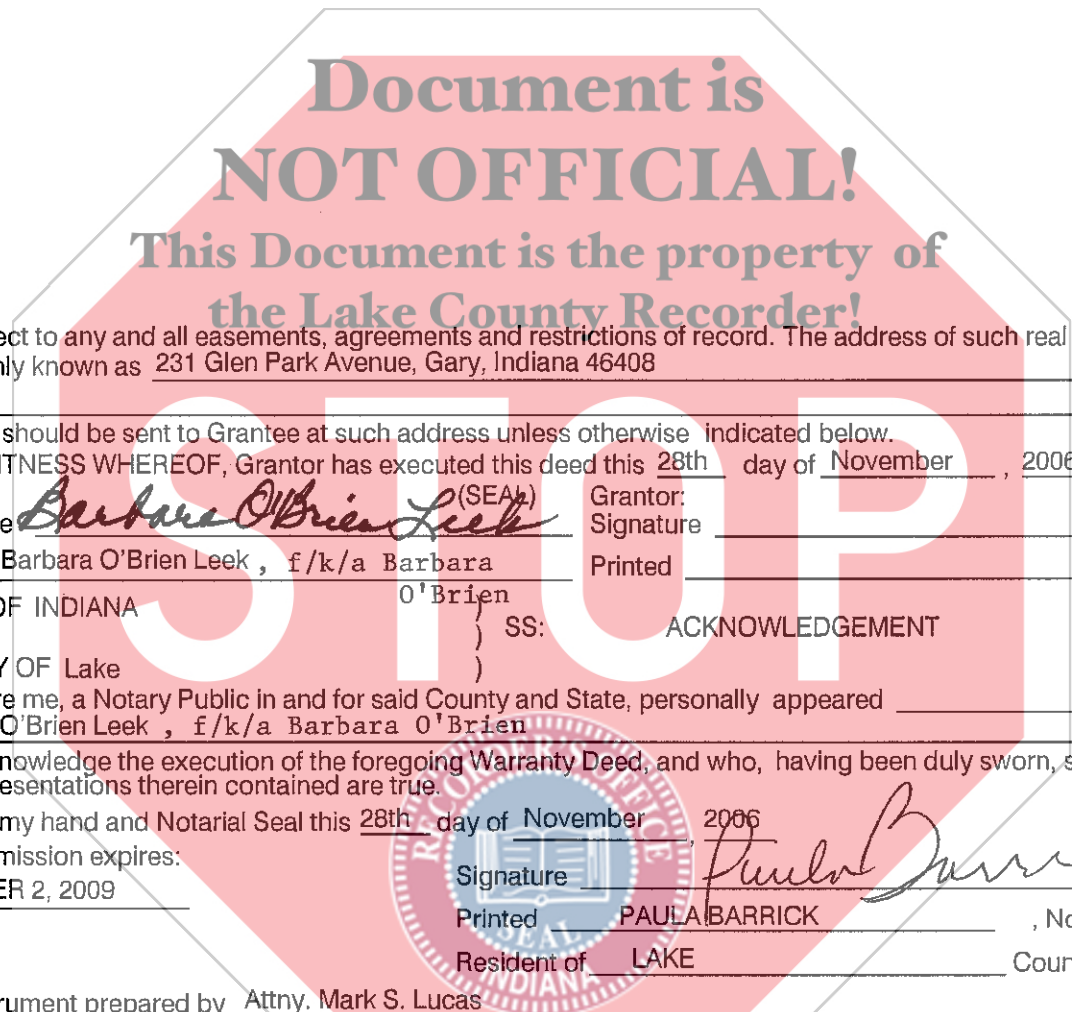 Document is
NOT OFFICIAL!
This Document is the property of
the Lake County Recorder!
ect to any and all easements, agreements and restrictions of record. The address of such real
nly known as 231 Glen Park Avenue, Gary, Indiana 46408
should be sent to Grantee at such address unless otherwise indicated below.
ITNESS WHEREOF, Grantor has executed this deed this 28th day of November , 2006
(SEAL) Grantor:
e Barbara O'Brien Leek Signature
Barbara O'Brien Leek , f/k/a Barbara Printed
O'Brien
OF INDIANA )
) SS: ACKNOWLEDGEMENT
Y OF Lake )
re me, a Notary Public in and for said County and State, personally appeared
O'Brien Leek , f/k/a Barbara O'Brien
nowledge the execution of the foregoing Warranty Deed, and who, having been duly sworn, s
esentations therein contained are true.
my hand and Notarial Seal this 28th day of November , 2006
mission expires:
ER 2, 2009
Signature Paula Barri
Printed PAULA BARRICK , No
Resident of LAKE Coun
rument prepared by Attny. Mark S. Lucas
STOP
RECORDER'S OFFICE
SEAL
INDIANA